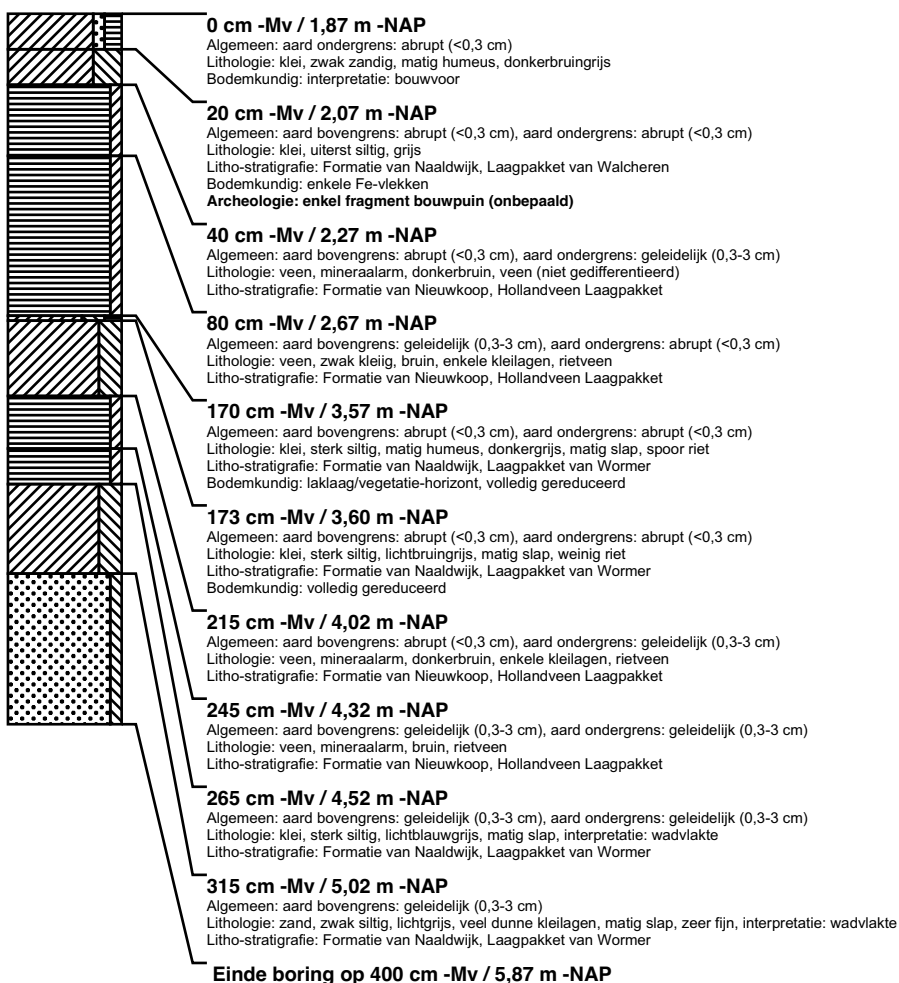 0 cm -Mv / 1,87 m -NAP
Algemeen: aard ondergrens: abrupt (<0,3 cm)
Lithologie: klei, zwak zandig, matig humeus, donkerbruingrijs
Bodemkundig: interpretatie: bouwvoor
20 cm -Mv / 2,07 m -NAP
Algemeen: aard bovengrens: abrupt (<0,3 cm), aard ondergrens: abrupt (<0,3 cm)
Lithologie: klei, uiterst siltig, grijs
Litho-stratigrafie: Formatie van Naaldwijk, Laagpakket van Walcheren
Bodemkundig: enkele Fe-vlekken
Archeologie: enkel fragment bouwpuin (onbepaald)
40 cm -Mv / 2,27 m -NAP
Algemeen: aard bovengrens: abrupt (<0,3 cm), aard ondergrens: geleidelijk (0,3-3 cm)
Lithologie: veen, mineraalarm, donkerbruin, veen (niet gedifferentieerd)
Litho-stratigrafie: Formatie van Nieuwkoop, Hollandveen Laagpakket
80 cm -Mv / 2,67 m -NAP
Algemeen: aard bovengrens: geleidelijk (0,3-3 cm), aard ondergrens: abrupt (<0,3 cm)
Lithologie: veen, zwak kleiig, bruin, enkele kleilagen, rietveen
Litho-stratigrafie: Formatie van Nieuwkoop, Hollandveen Laagpakket
170 cm -Mv / 3,57 m -NAP
Algemeen: aard bovengrens: abrupt (<0,3 cm), aard ondergrens: abrupt (<0,3 cm)
Lithologie: klei, sterk siltig, matig humeus, donkergrijs, matig slap, spoor riet
Litho-stratigrafie: Formatie van Naaldwijk, Laagpakket van Wormer
Bodemkundig: laklaag/vegetatie-horizont, volledig gereduceerd
173 cm -Mv / 3,60 m -NAP
Algemeen: aard bovengrens: abrupt (<0,3 cm), aard ondergrens: abrupt (<0,3 cm)
Lithologie: klei, sterk siltig, lichtbruingrijs, matig slap, weinig riet
Litho-stratigrafie: Formatie van Naaldwijk, Laagpakket van Wormer
Bodemkundig: volledig gereduceerd
215 cm -Mv / 4,02 m -NAP
Algemeen: aard bovengrens: abrupt (<0,3 cm), aard ondergrens: geleidelijk (0,3-3 cm)
Lithologie: veen, mineraalarm, donkerbruin, enkele kleilagen, rietveen
Litho-stratigrafie: Formatie van Nieuwkoop, Hollandveen Laagpakket
245 cm -Mv / 4,32 m -NAP
Algemeen: aard bovengrens: geleidelijk (0,3-3 cm), aard ondergrens: geleidelijk (0,3-3 cm)
Lithologie: veen, mineraalarm, bruin, rietveen
Litho-stratigrafie: Formatie van Nieuwkoop, Hollandveen Laagpakket
265 cm -Mv / 4,52 m -NAP
Algemeen: aard bovengrens: geleidelijk (0,3-3 cm), aard ondergrens: geleidelijk (0,3-3 cm)
Lithologie: klei, sterk siltig, lichtblauwgrijs, matig slap, interpretatie: wadvlakte
Litho-stratigrafie: Formatie van Naaldwijk, Laagpakket van Wormer
315 cm -Mv / 5,02 m -NAP
Algemeen: aard bovengrens: geleidelijk (0,3-3 cm)
Lithologie: zand, zwak siltig, lichtgrijs, veel dunne kleilagen, matig slap, zeer fijn, interpretatie: wadvlakte
Litho-stratigrafie: Formatie van Naaldwijk, Laagpakket van Wormer
Einde boring op 400 cm -Mv / 5,87 m -NAP